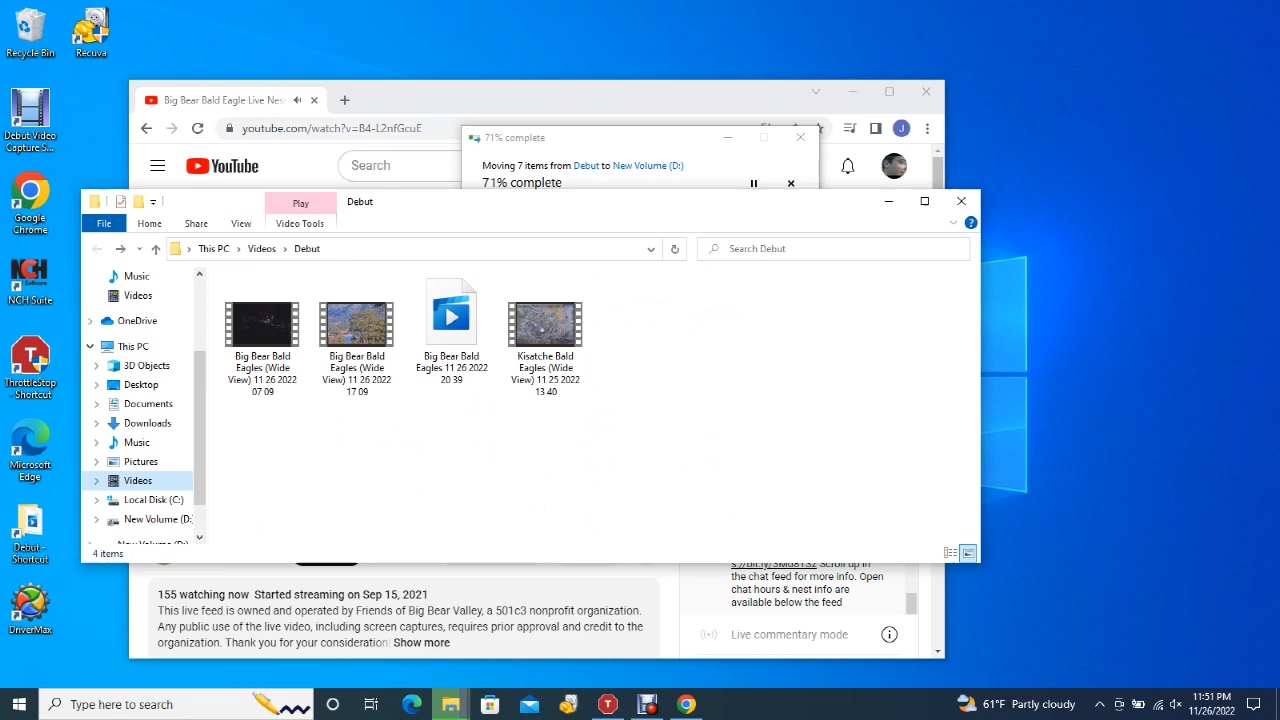 Recycle Bin
Recuva
Debut Video
Capture S...
Google
Chrome
NCH Suite
ThrottleStop
- Shortcut
Microsoft
Edge
Debut -
Shortcut
DriverMax
Big Bear Bald Eagle Live Nest
youtube.com/watch?v=B4-L2nfGcuE
J
YouTube
Search
71% complete
Moving 7 items from Debut to New Volume (D:)
71% complete
Play
Debut
File
Home
Share
View
Video Tools
This PC
Videos
Debut
Search Debut
Music
Videos
OneDrive
This PC
3D Objects
Desktop
Documents
Downloads
Music
Pictures
Videos
Local Disk (C:)
New Volume (D:
New Volume (D:)
Big Bear Bald
Eagles (Wide
View) 11 26 2022
07 09
Big Bear Bald
Eagles (Wide
View) 11 26 2022
17 09
Big Bear Bald
Eagles 11 26 2022
20 39
Kisatche Bald
Eagles (Wide
View) 11 25 2022
13 40
4 items
155 watching now Started streaming on Sep 15, 2021
This live feed is owned and operated by Friends of Big Bear Valley, a 501c3 nonprofit organization.
Any public use of the live video, including screen captures, requires prior approval and credit to the
organization. Thank you for your consideration! Show more
Scroll up in
the chat feed for more info. Open
chat hours & nest info are
available below the feed
Live commentary mode
Type here to search
61°F Partly cloudy
11:51 PM
11/26/2022